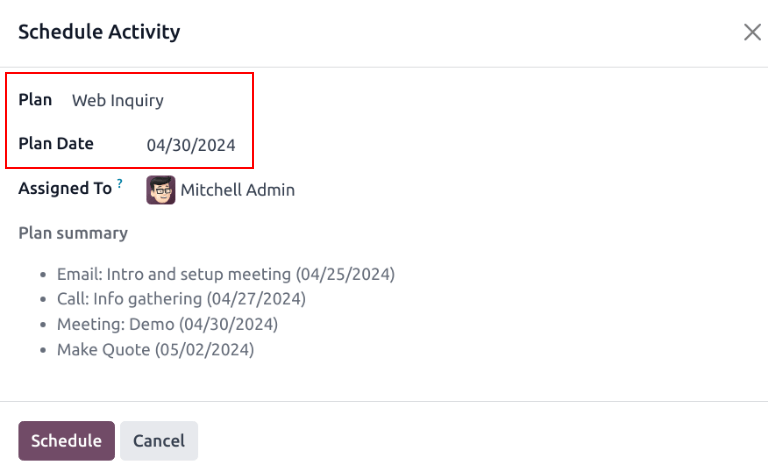 Schedule Activity
Plan Web Inquiry
Plan Date 04/30/2024
Assigned To ? Mitchell Admin
Plan summary
• Email: Intro and setup meeting (04/25/2024)
• Call: Info gathering (04/27/2024)
• Meeting: Demo (04/30/2024)
• Make Quote (05/02/2024)
Schedule Cancel